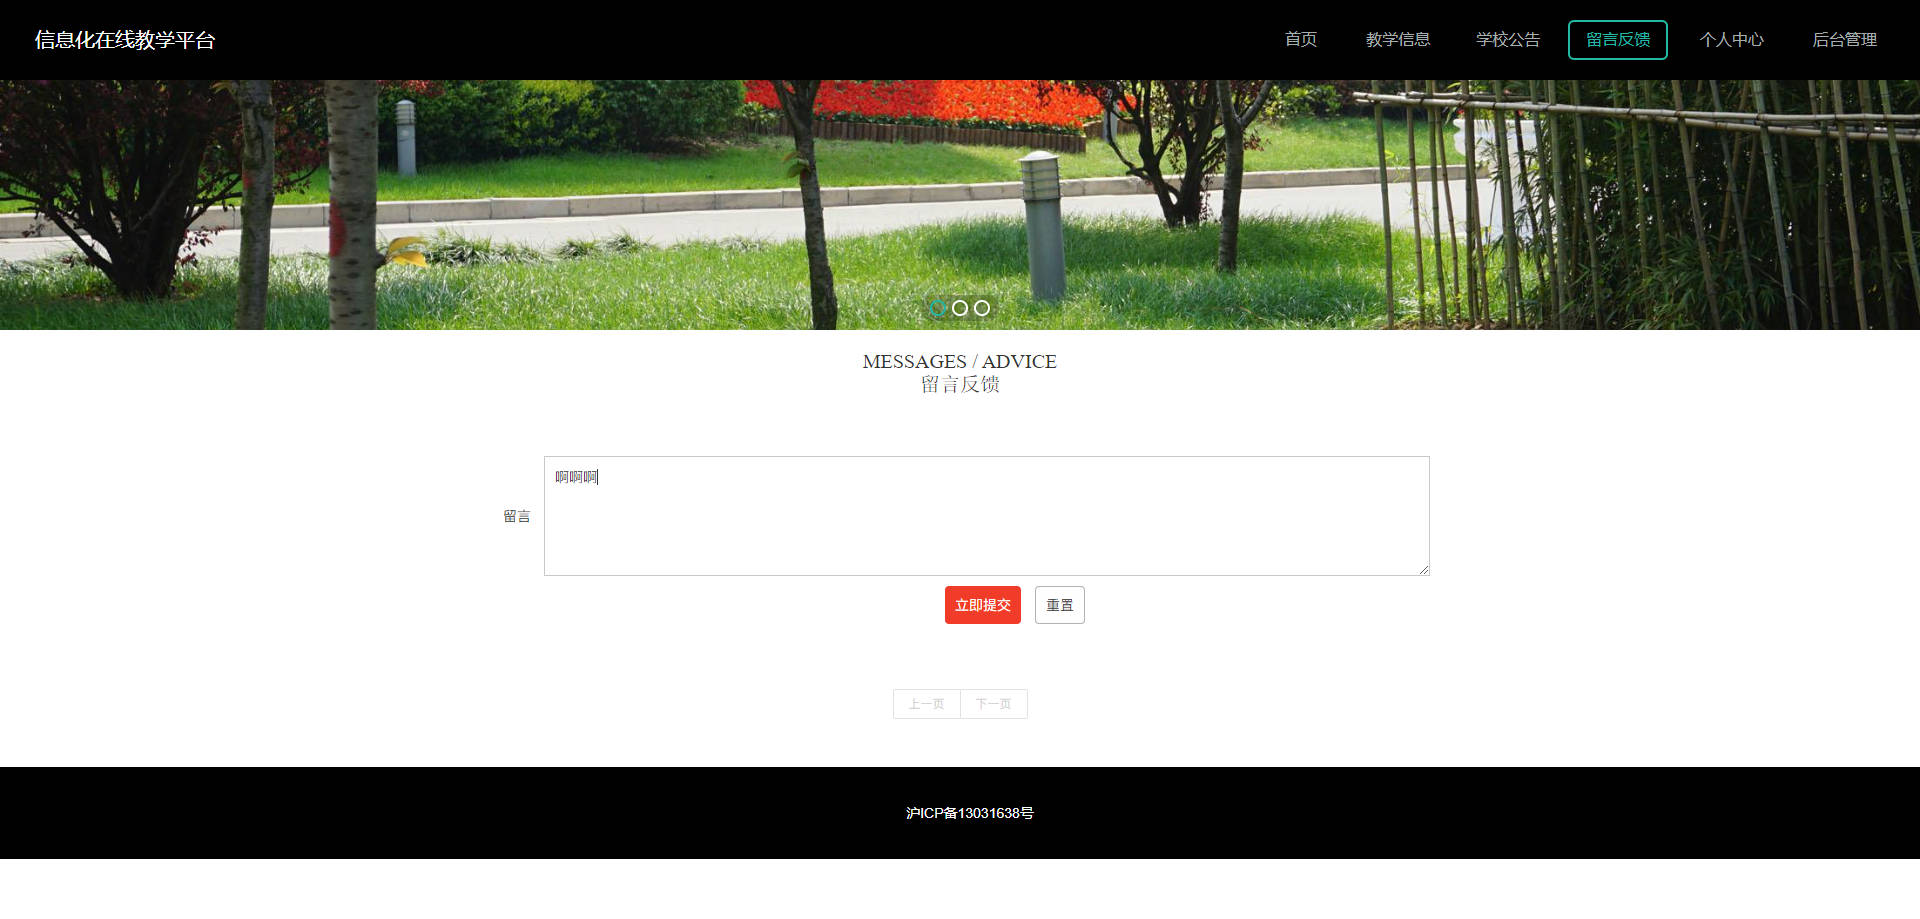 信息化在线教学平台
首页 教学信息 学校公告 留言反馈 个人中心 后台管理
MESSAGES / ADVICE
留言反馈
啊啊啊
留言
立即提交 重置
上一页 下一页
沪ICP备13031638号